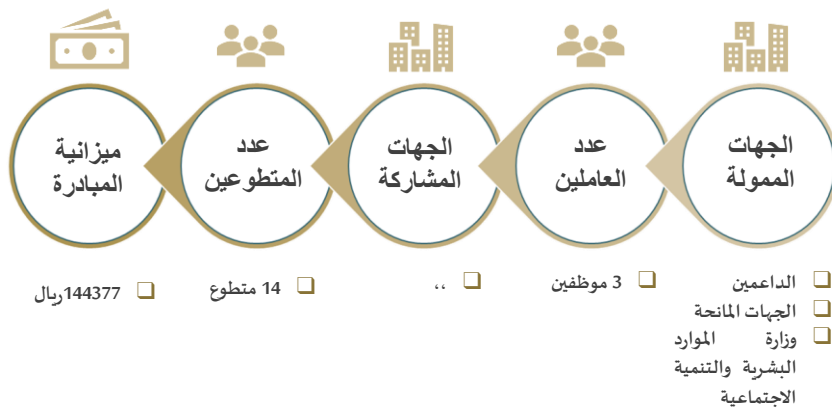 الجهات
الممولة
عدد
العاملين
الجهات
المشاركة
عدد
المتطوعين
ميزانية
المبادرة
❑ الداعمين
❑ الجهات المانحة
❑ وزارة الموارد
البشرية والتنمية
الاجتماعية
❑ 3 موظفين
❑ ،،
❑ 14 متطوع
❑ 144377ريال